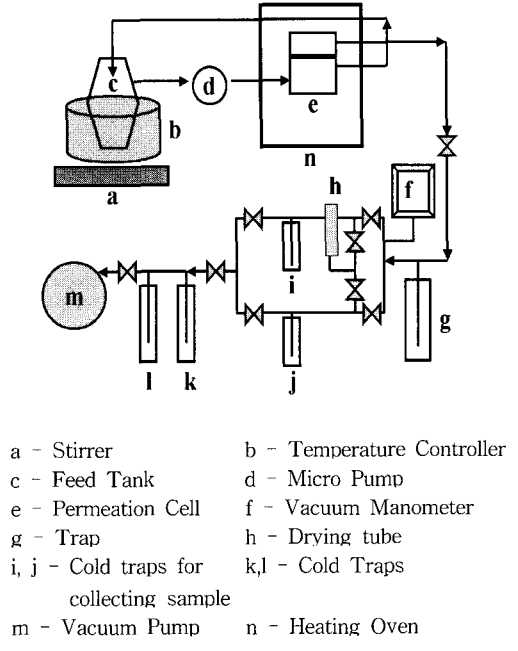 c
d
b
e
a
n
h
f
m
i
g
l
k
j
a - Stirrer b - Temperature Controller
c - Feed Tank d - Micro Pump
e - Permeation Cell f - Vacuum Manometer
g - Trap h - Drying tube
i, j - Cold traps for k,l - Cold Traps
collecting sample
m - Vacuum Pump n - Heating Oven